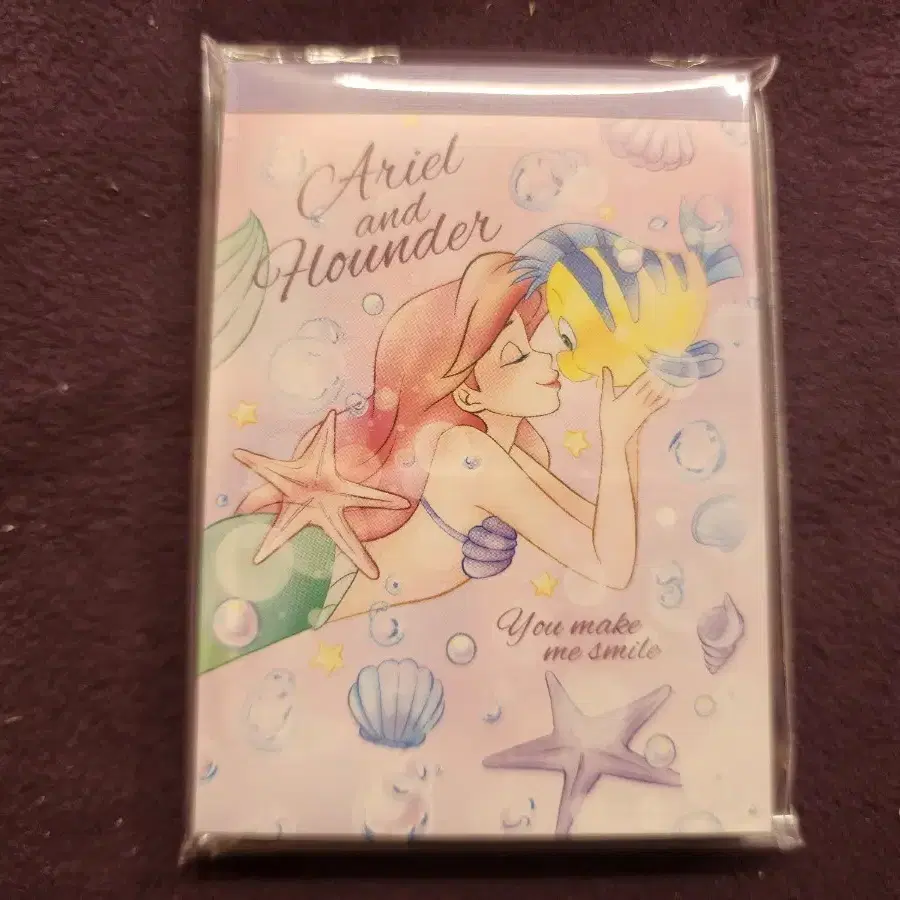 Ariel
and
Flounder
You make
me smile